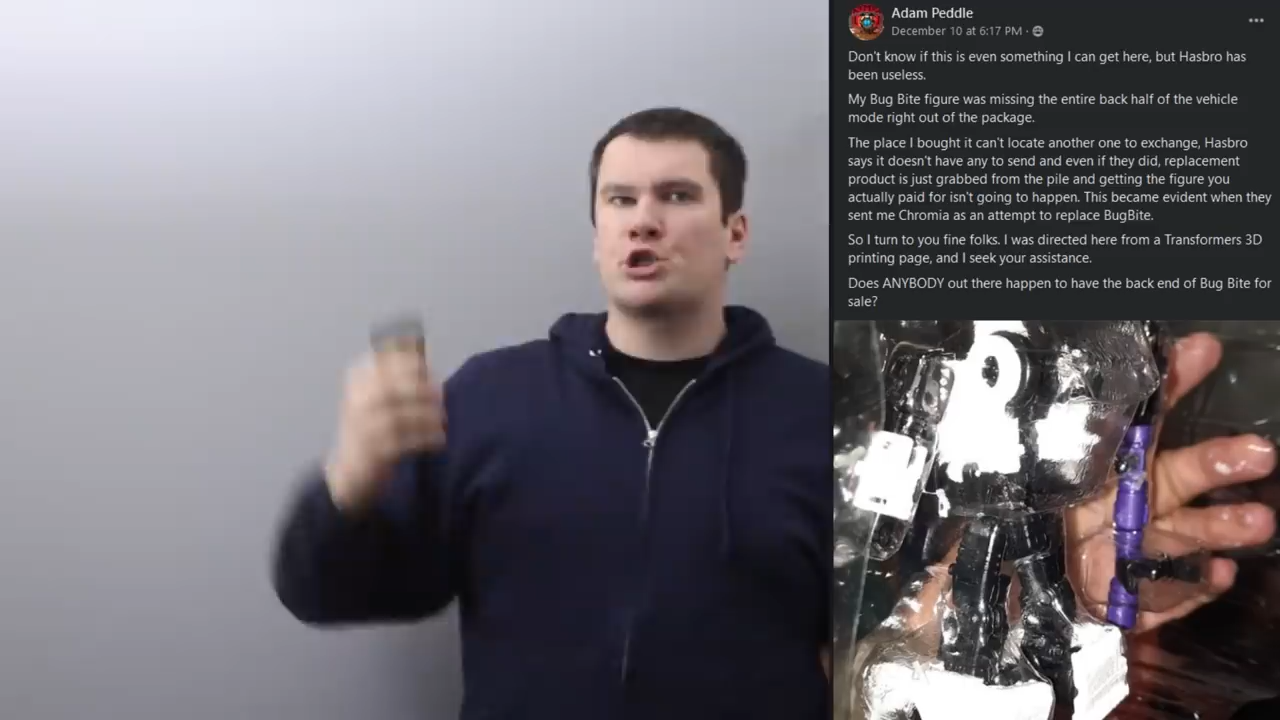 Adam Peddle
December 10 at 6:17 PM ·
Don't know if this is even something I can get here, but Hasbro has
been useless.
My Bug Bite figure was missing the entire back half of the vehicle
mode right out of the package.
The place I bought it can't locate another one to exchange, Hasbro
says it doesn't have any to send and even if they did, replacement
product is just grabbed from the pile and getting the figure you
actually paid for isn't going to happen. This became evident when they
sent me Chromia as an attempt to replace BugBite.
So I turn to you fine folks. I was directed here from a Transformers 3D
printing page, and I seek your assistance.
Does ANYBODY out there happen to have the back end of Bug Bite for
sale?